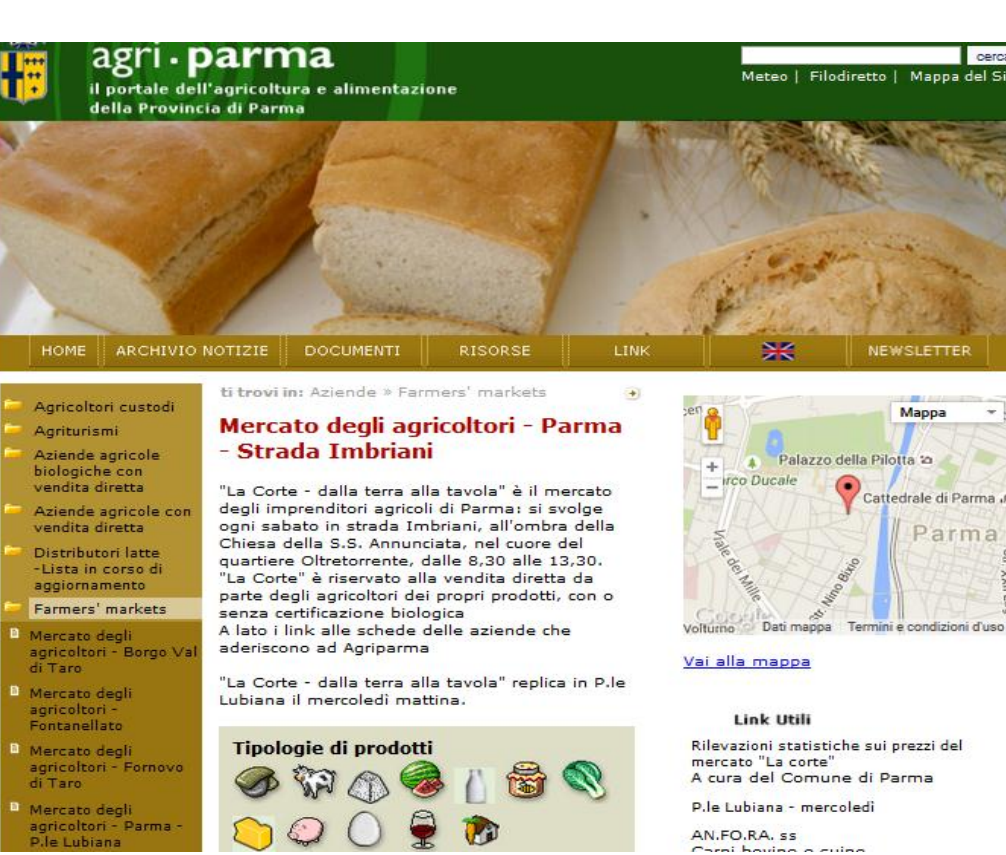 agri·parma
il portale dell'agricoltura e alimentazione
della Provincia di Parma
Meteo | Filodiretto | Mappa del
HOME ARCHIVIO NOTIZIE DOCUMENTI RISORSE LINK NEWSLETTER
Agricoltori custodi
Agriturismi
Aziende agricole
biologiche con
vendita diretta
Aziende agricole con
vendita diretta
Distributori latte
-Lista in corso di
aggiornamento
Farmers' markets
Mercato degli
agricoltori - Borgo Val
di Taro
Mercato degli
agricoltori -
Fontanellato
Mercato degli
agricoltori - Fornovo
di Taro
Mercato degli
agricoltori - Parma -
P.le Lubiana
ti trovi in: Aziende » Farmers' markets
Mercato degli agricoltori - Parma
- Strada Imbriani
"La Corte - dalla terra alla tavola" è il mercato
degli imprenditori agricoli di Parma: si svolge
ogni sabato in strada Imbriani, all'ombra della
Chiesa della S.S. Annunciata, nel cuore del
quartiere Oltretorrente, dalle 8,30 alle 13,30.
"La Corte" è riservato alla vendita diretta da
parte degli agricoltori dei propri prodotti, con o
senza certificazione biologica
A lato i link alle schede delle aziende che
aderiscono ad Agriparma
"La Corte - dalla terra alla tavola" replica in P.le
Lubiana il mercoledì mattina.
Tipologie di prodotti
Mappa
Palazzo della Pilotta
Ducale
Cattedrale di Parma
Parma
Viale dei Mille
Str. Nino Bixio
Google
Volturno Dati mappa Termini e condizioni d'uso
Vai alla mappa
Link Utili
Rilevazioni statistiche sui prezzi del
mercato "La corte"
A cura del Comune di Parma
P.le Lubiana - mercoledì
AN.FO.RA. ss
Carni bovine e suine